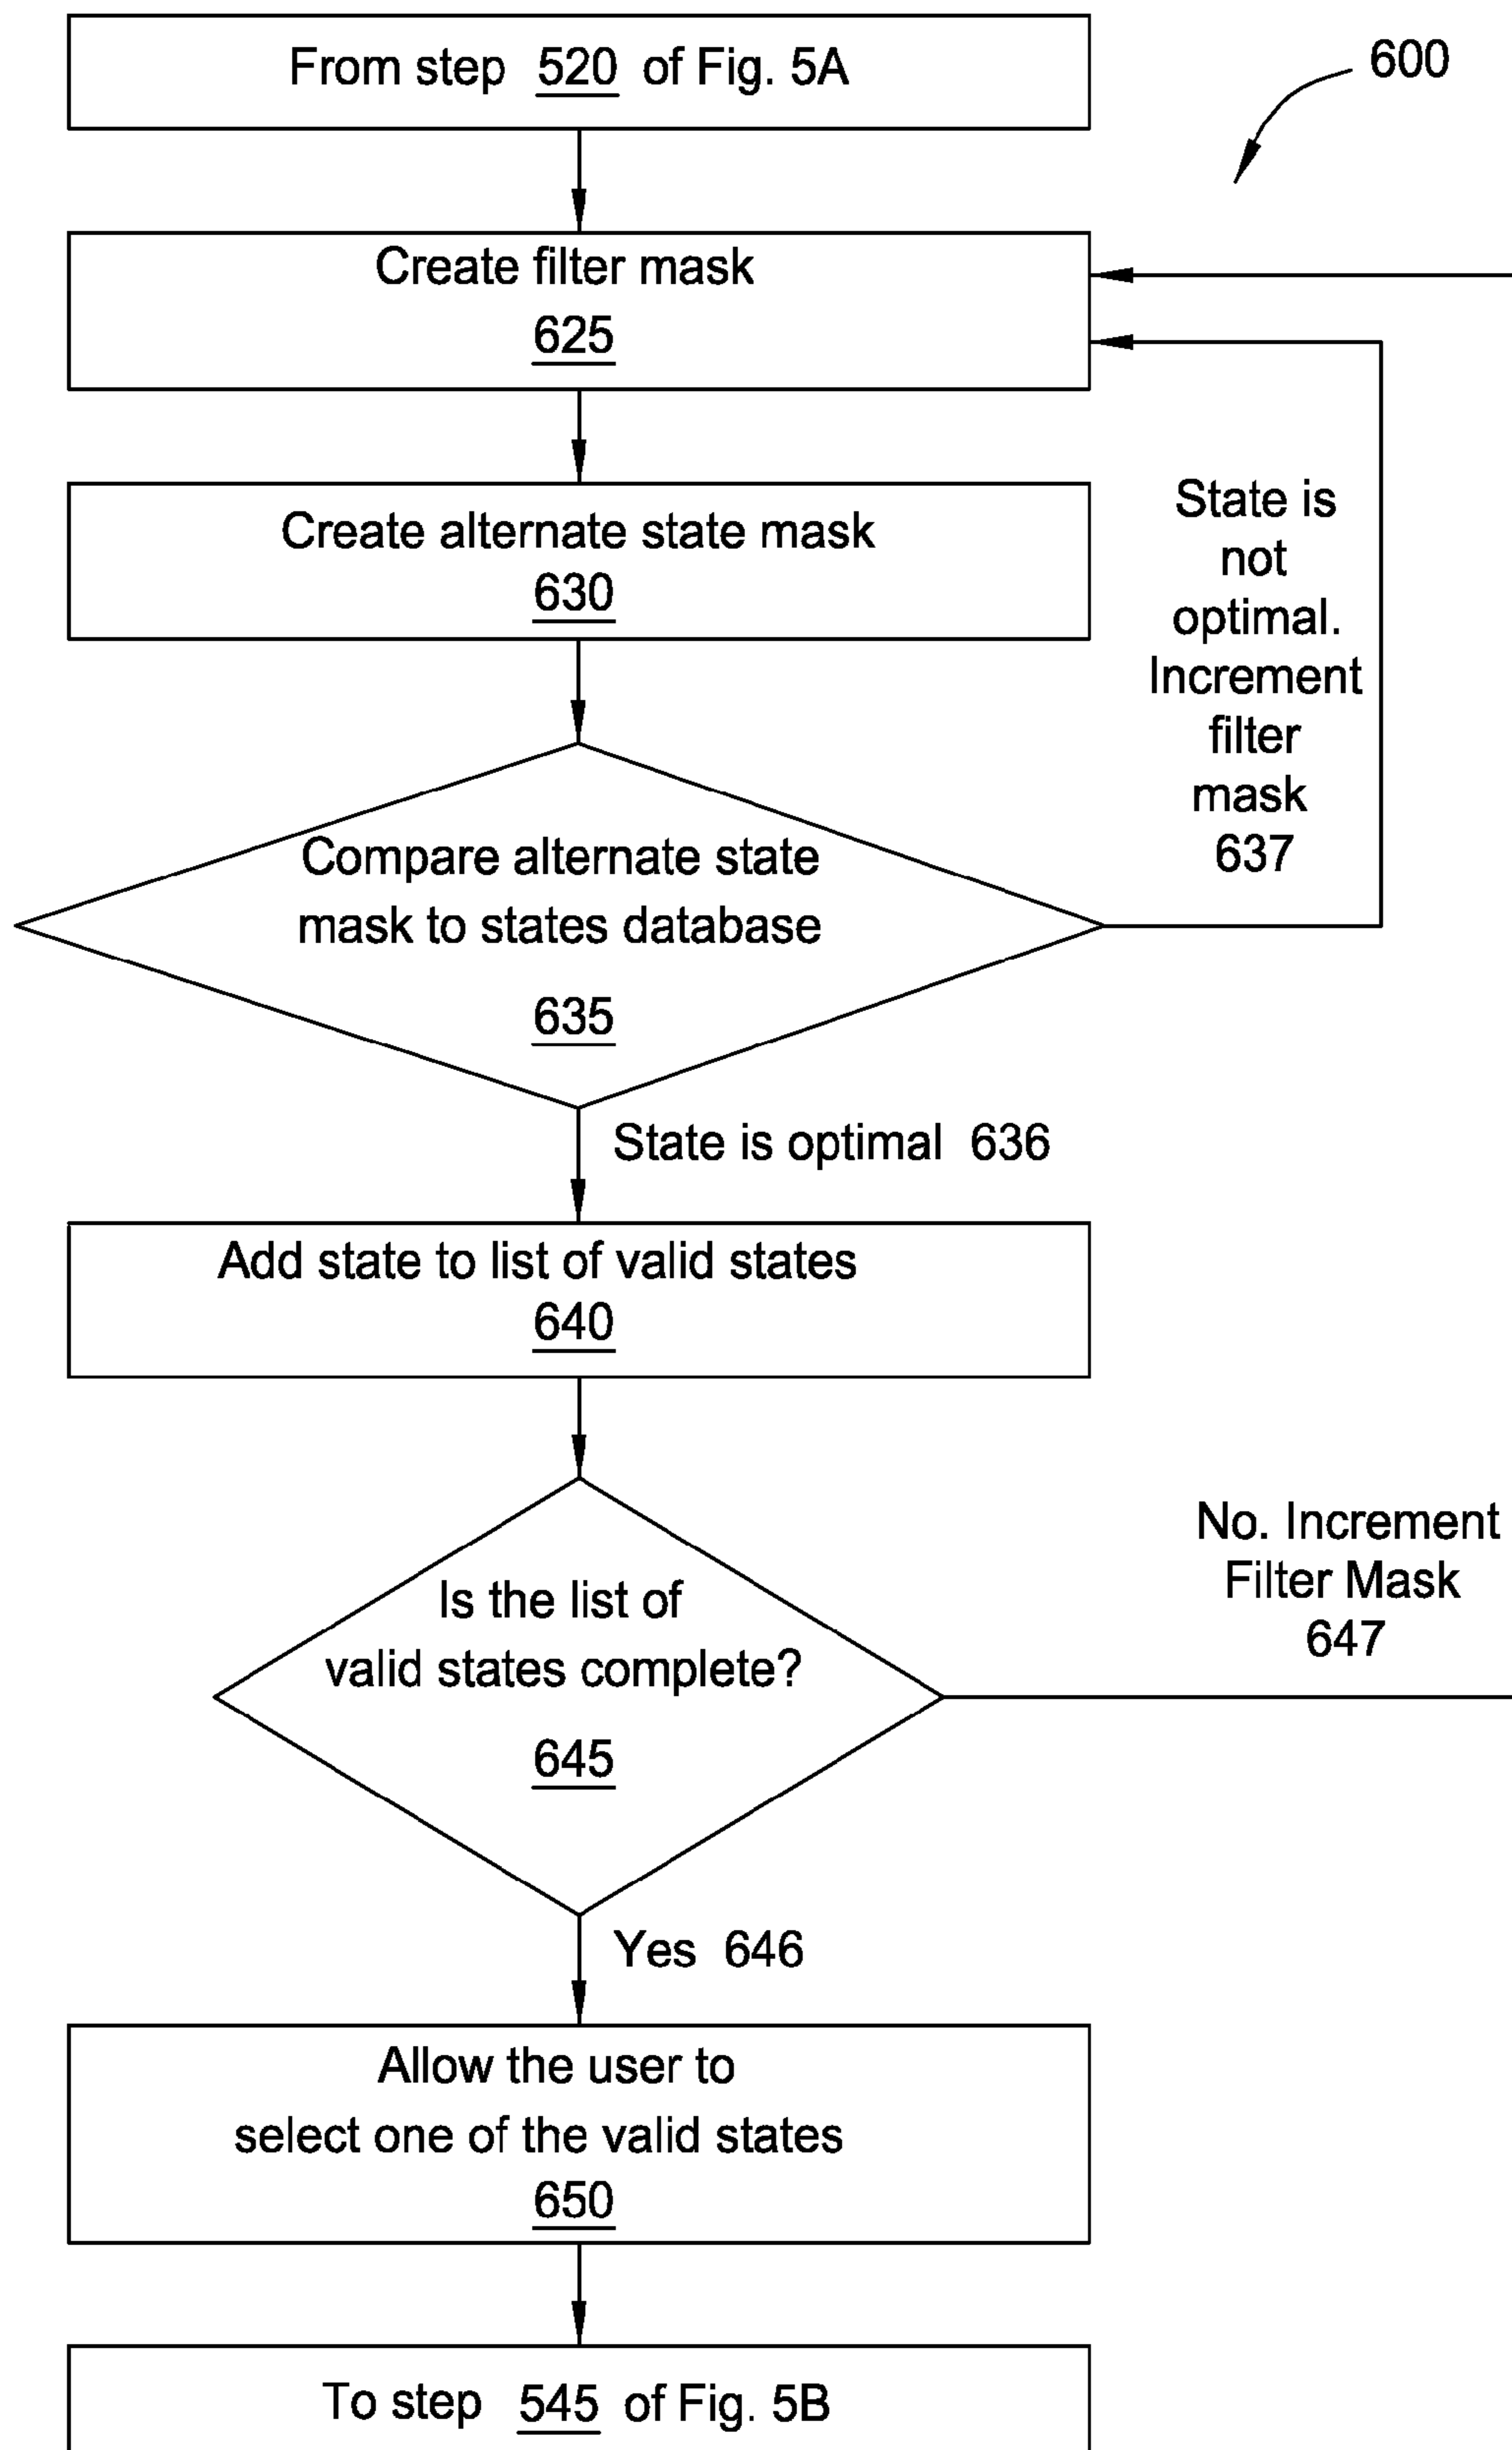 From step 520 of Fig. 5A
600
Create filter mask
625
Create alternate state mask
630
State is
not
optimal.
Increment
filter
mask
637
Compare alternate state
mask to states database
635
State is optimal 636
Add state to list of valid states
640
No. Increment
Filter Mask
647
Is the list of
valid states complete?
645
Yes 646
Allow the user to
select one of the valid states
650
To step 545 of Fig. 5B